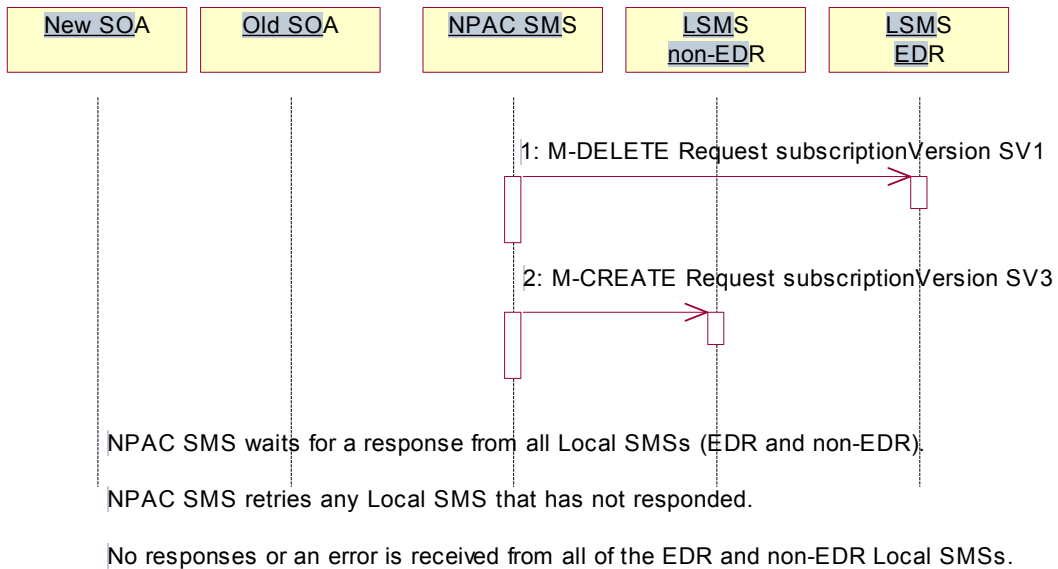 New SOA
Old SOA
NPAC SMS
LSMS
non-EDR
LSMS
EDR
1: M-DELETE Request subscriptionVersion SV1
2: M-CREATE Request subscriptionVersion SV3
NPAC SMS waits for a response from all Local SMSs (EDR and non-EDR).
NPAC SMS retries any Local SMS that has not responded.
No responses or an error is received from all of the EDR and non-EDR Local SMSs.